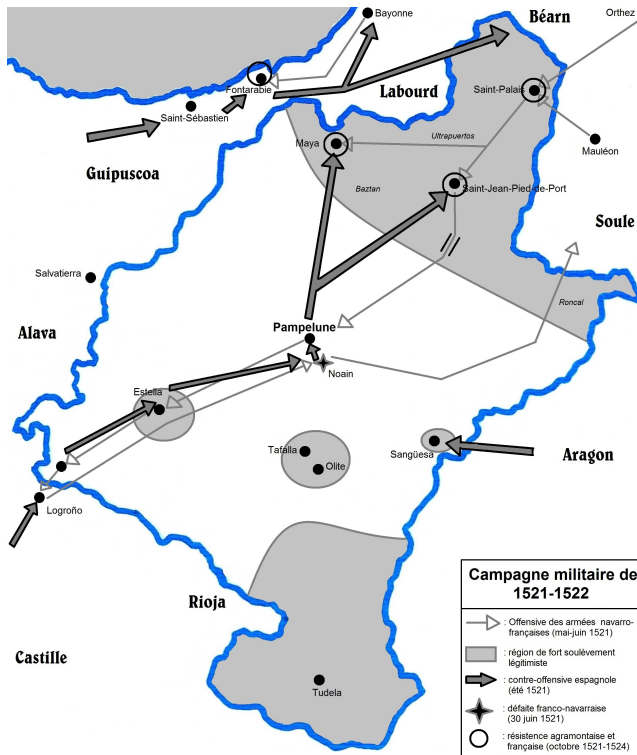 Béarn
Orthez
Bayonne
Fontarabie
Labourd
Saint-Palais
Saint-Sébastien
Ultrapuertos
Maya
Mauléon
Guipuscoa
Baztan
Saint-Jean-Pied-de-Port
Soule
Salvatierra
Roncal
Pampelune
Alava
Noain
Estella
Tafalla
Sangüesa
Aragon
Olite
Logroño
Campagne militaire de
1521-1522
Rioja
: Offensive des armées navarro-
françaises (mai-juin 1521)
: région de fort soulèvement
légitimiste
Castille
: contre-offensive espagnole
(été 1521)
Tudela
: défaite franco-navarraise
(30 juin 1521)
: résistence agramontaise et
française (octobre 1521-1524)